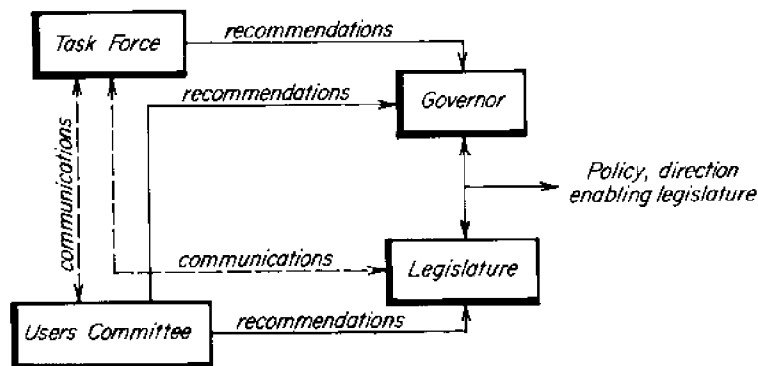 recommendations
Task Force
recommendations
Governor
communications
Policy, direction
enabling legislature
communications
Legislature
Users Committee
recommendations